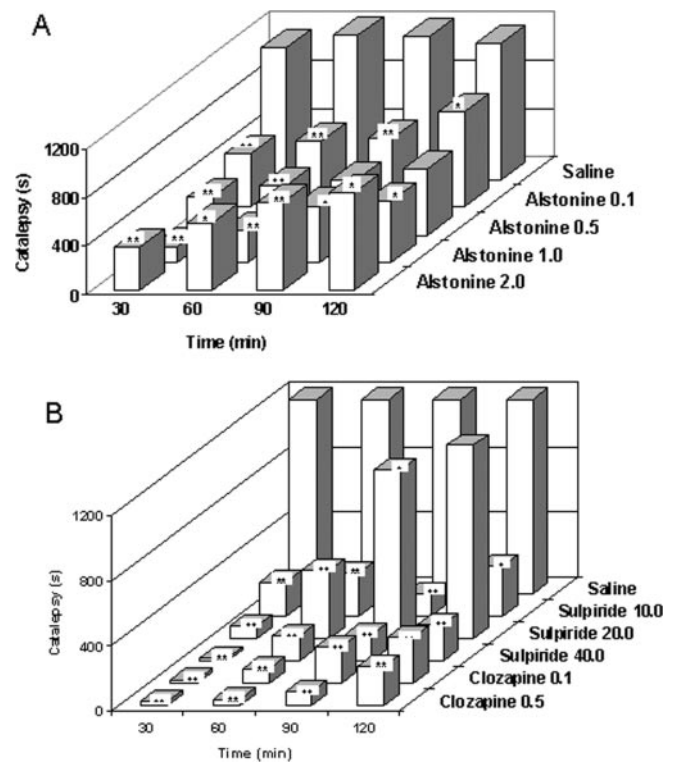 A
1200
800
400
0
Catalepsy (s)
30 60 90 120
Time (min)
Saline
Alstonine 0.1
Alstonine 0.5
Alstonine 1.0
Alstonine 2.0
** ** ** *
** **
** ** * *
* ** *
**
B
1200
800
400
0
Catalepsy (s)
30 60 90 120
Time (min)
Saline
Sulpiride 10.0
Sulpiride 20.0
Sulpiride 40.0
Clozapine 0.1
Clozapine 0.5
** ** ** *
** ** *
** ** ** **
** ** **
** ** ** **